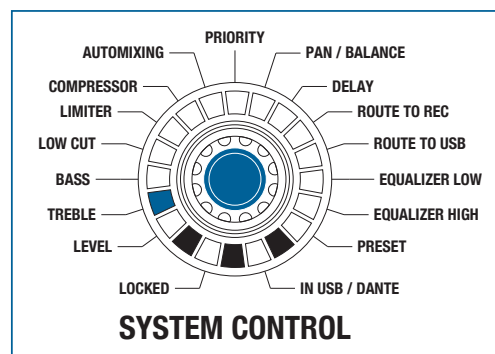 PRIORITY
AUTOMIXING
PAN / BALANCE
COMPRESSOR
DELAY
LIMITER
ROUTE TO REC
LOW CUT
ROUTE TO USB
BASS
EQUALIZER LOW
TREBLE
EQUALIZER HIGH
LEVEL
PRESET
LOCKED
IN USB / DANTE
SYSTEM CONTROL